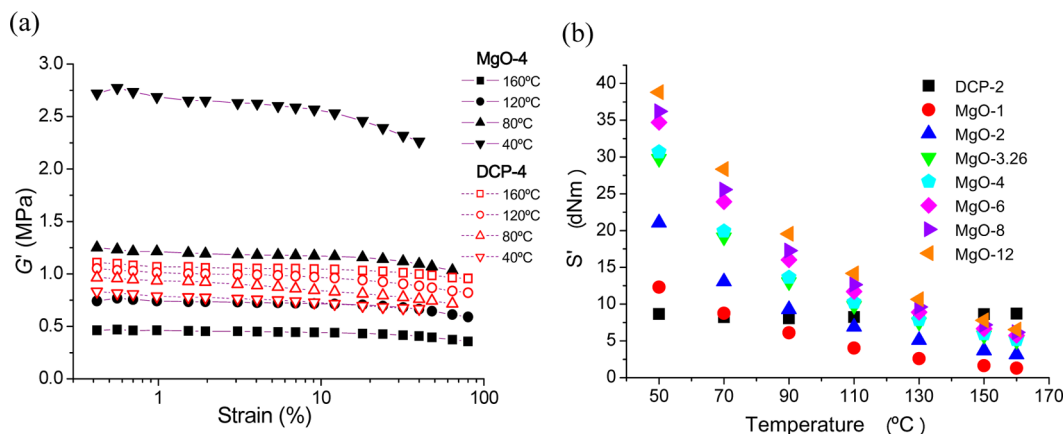 (a)
G' (MPa)
3.0
2.5
2.0
1.5
1.0
0.5
0.0
1
10
100
Strain (%)
MgO-4
160ºC
120ºC
80ºC
40ºC
DCP-4
160ºC
120ºC
80ºC
40ºC
(b)
S' (dNm)
40
35
30
25
20
15
10
5
0
50
70
90
110
130
150
170
Temperature (ºC)
DCP-2
MgO-1
MgO-2
MgO-3.26
MgO-4
MgO-6
MgO-8
MgO-12